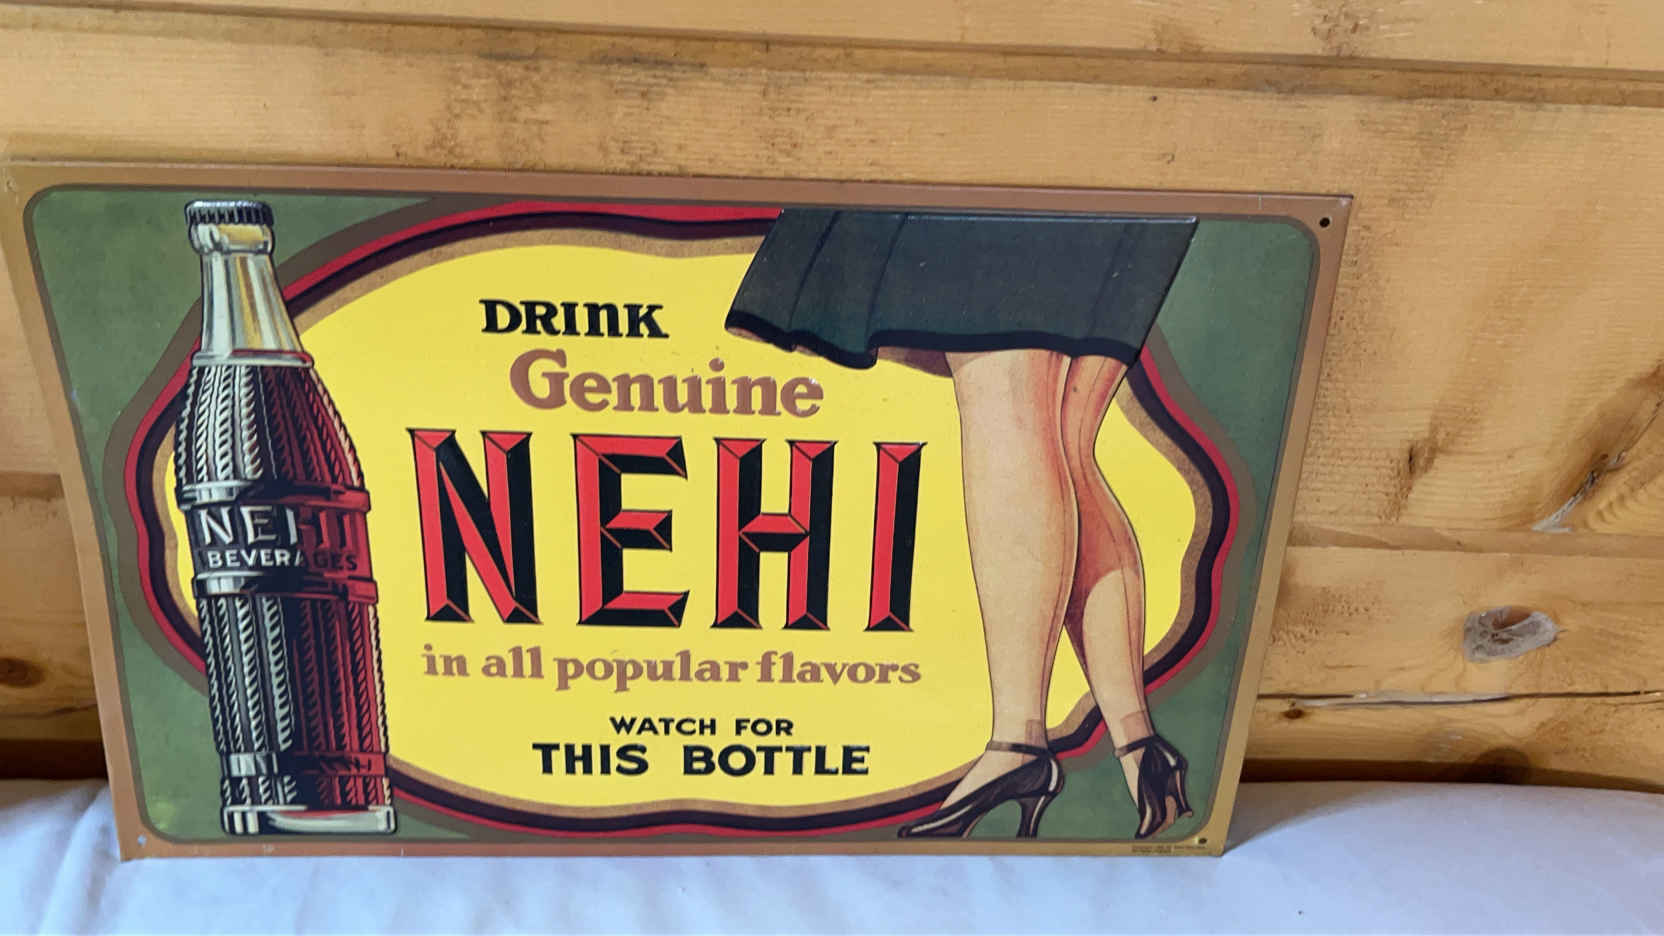 DRINK
Genuine
NEHI
in all popular flavors
WATCH FOR
THIS BOTTLE
NEHI
BEVERAGES